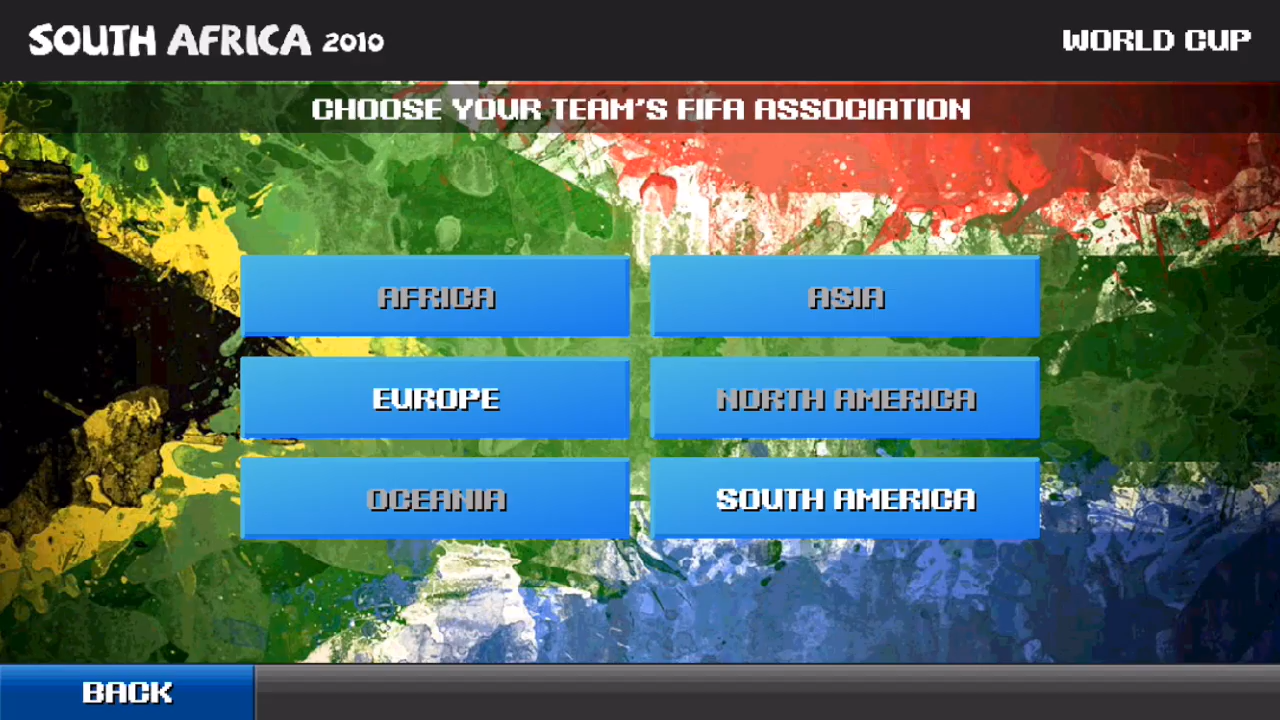 SOUTH AFRICA 2010
WORLD CUP
CHOOSE YOUR TEAM'S FIFA ASSOCIATION
AFRICA
ASIA
EUROPE
NORTH AMERICA
OCEANIA
SOUTH AMERICA
BACK